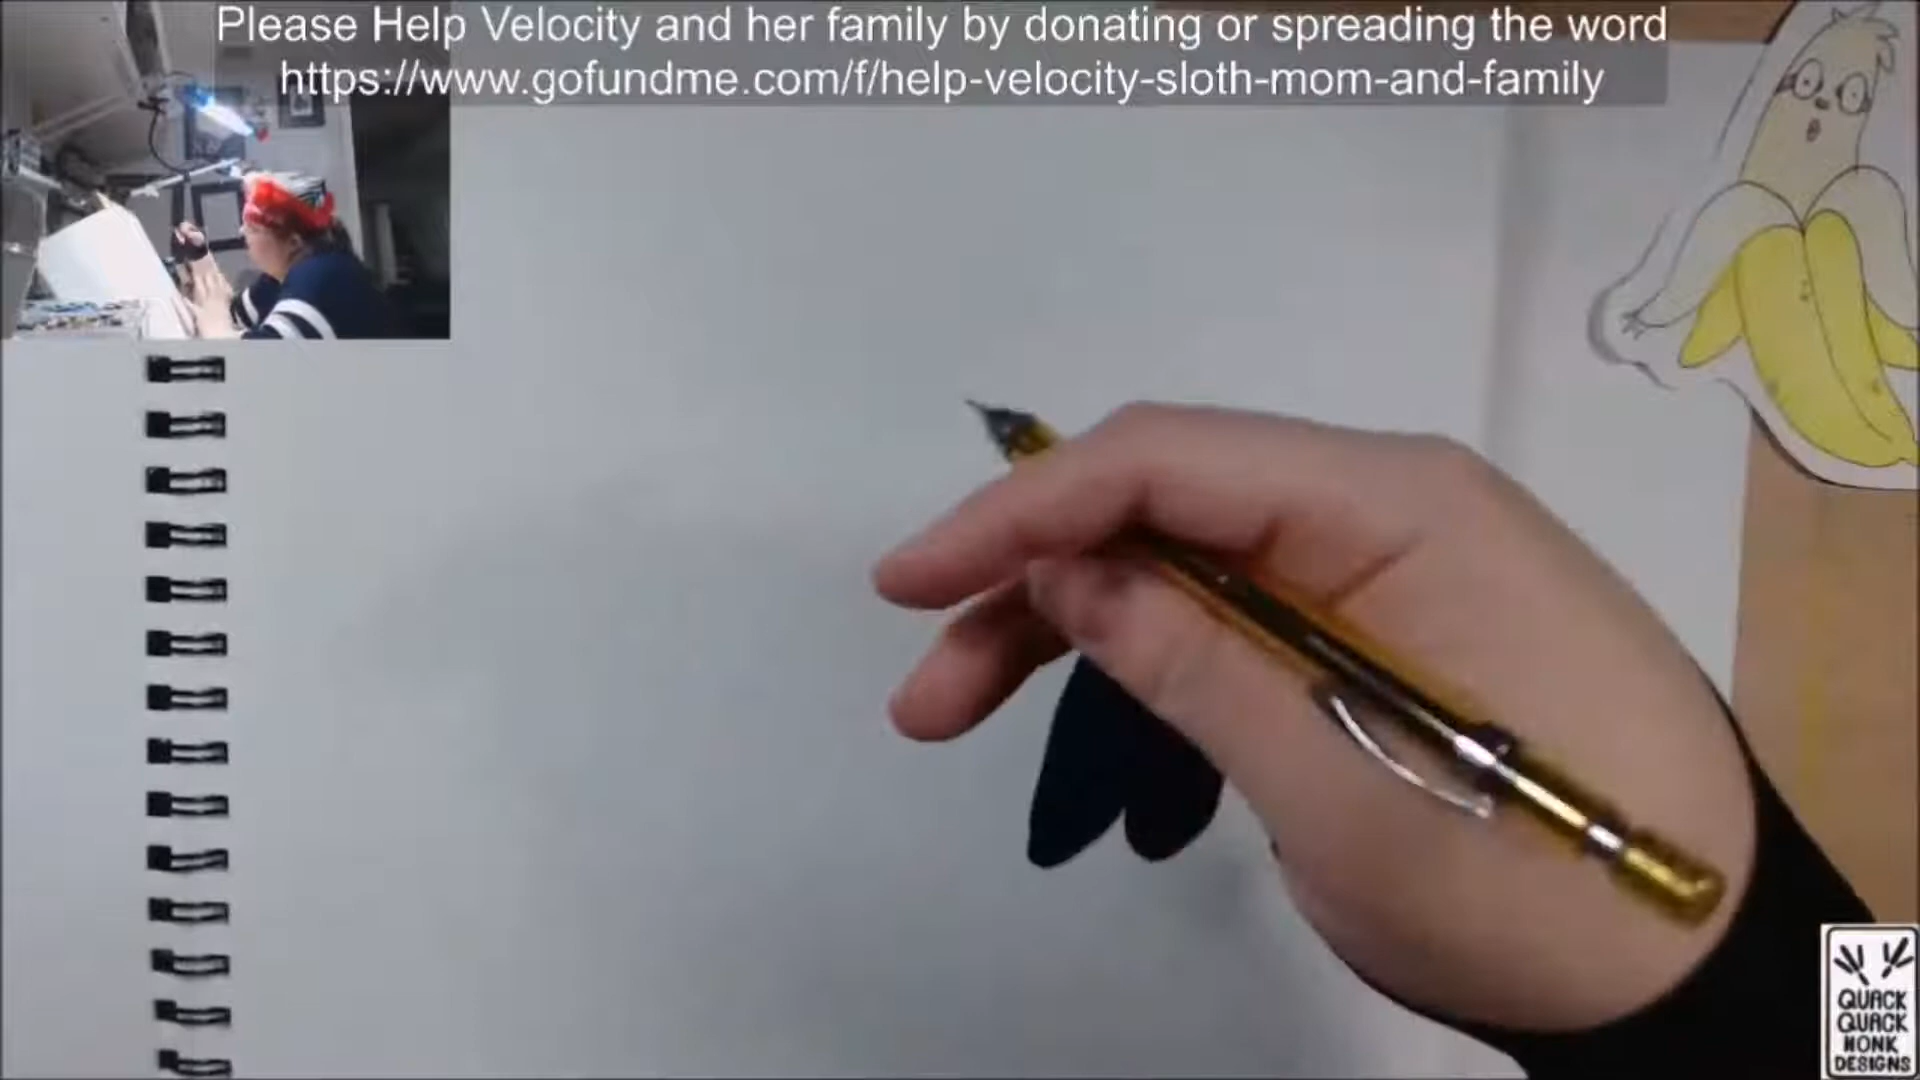 Please Help Velocity and her family by donating or spreading the word
https://www.gofundme.com/f/help-velocity-sloth-mom-and-family
QUACK
QUACK
HONK
DESIGNS